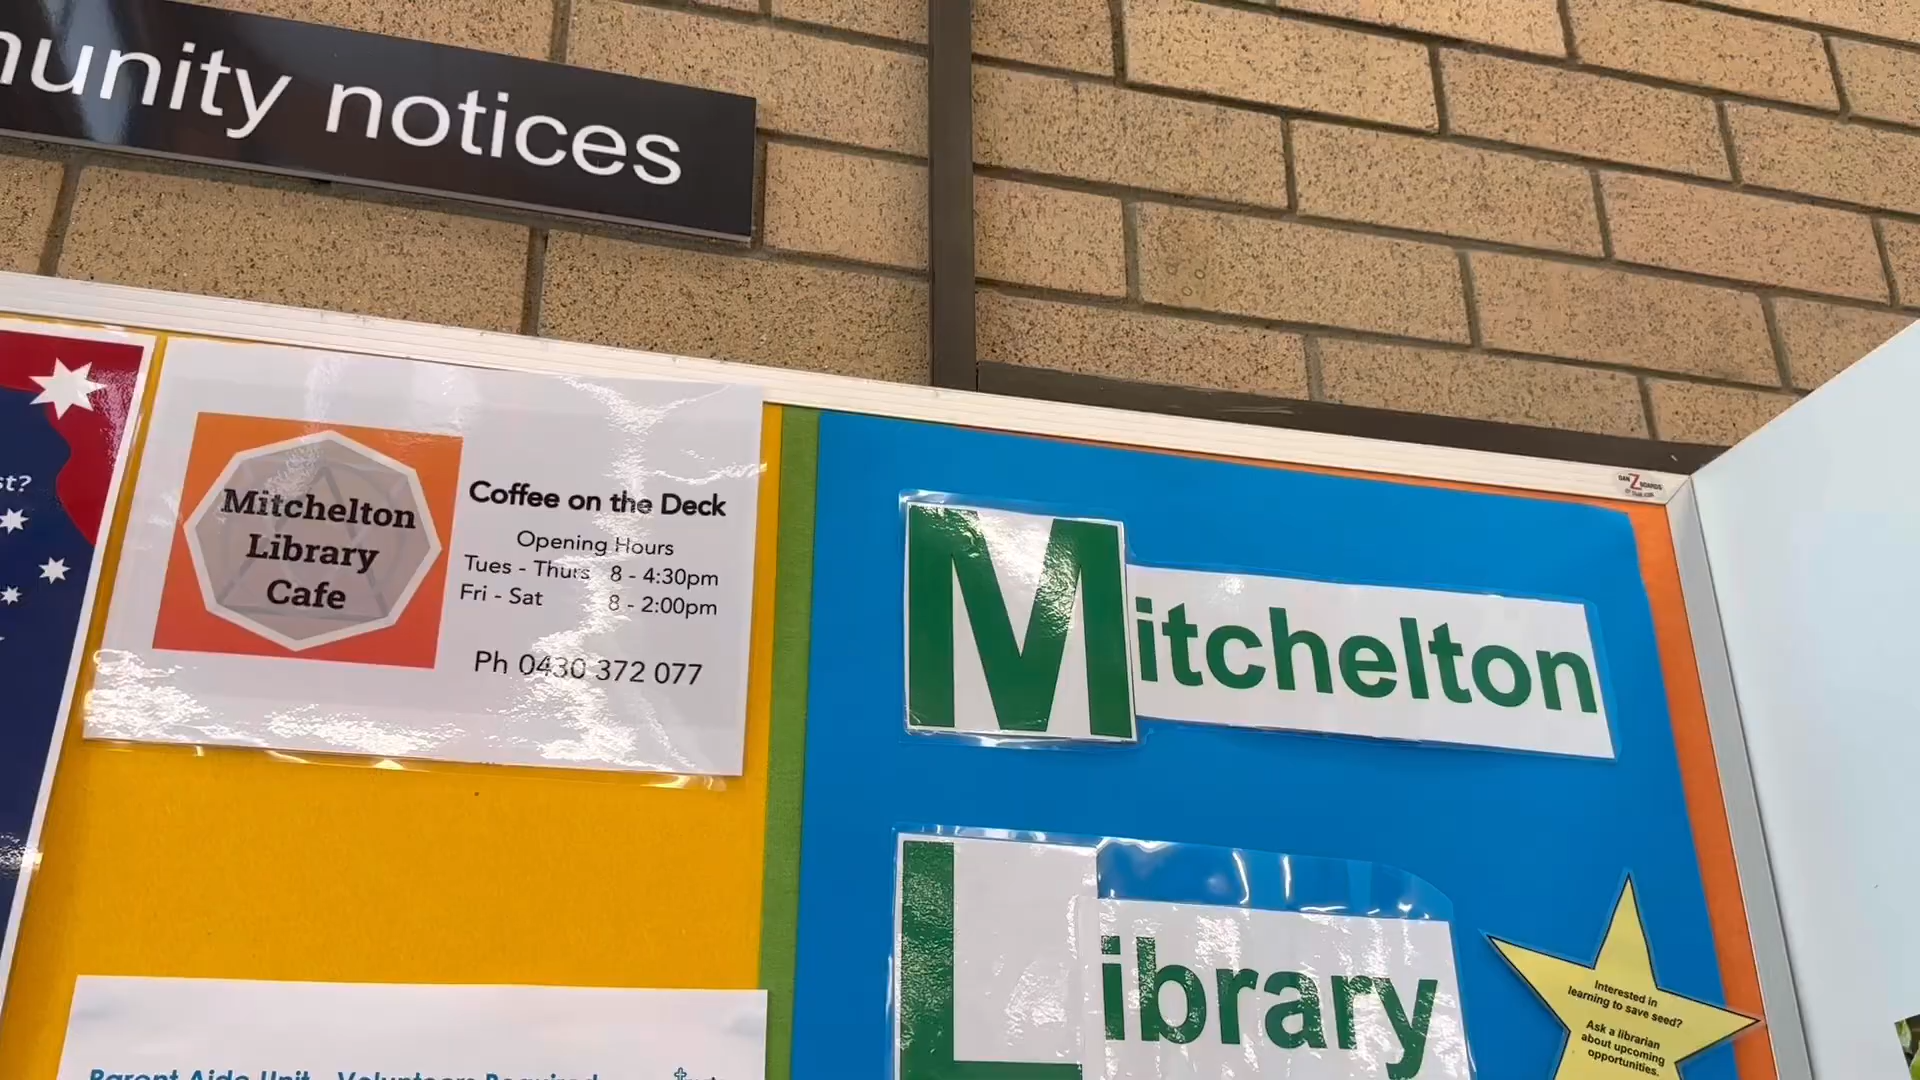 notices
st?
Mitchelton
Library
Cafe
Coffee on the Deck
Opening Hours
Tues - Thurs 8 - 4:30pm
Fri - Sat 8 - 2:00pm
Ph 0430 372 077
Mitchelton
Library
Interested in
learning to save seed?
Ask a librarian
about upcoming
opportunities.
Parent Aide Unit - Volunteers Required